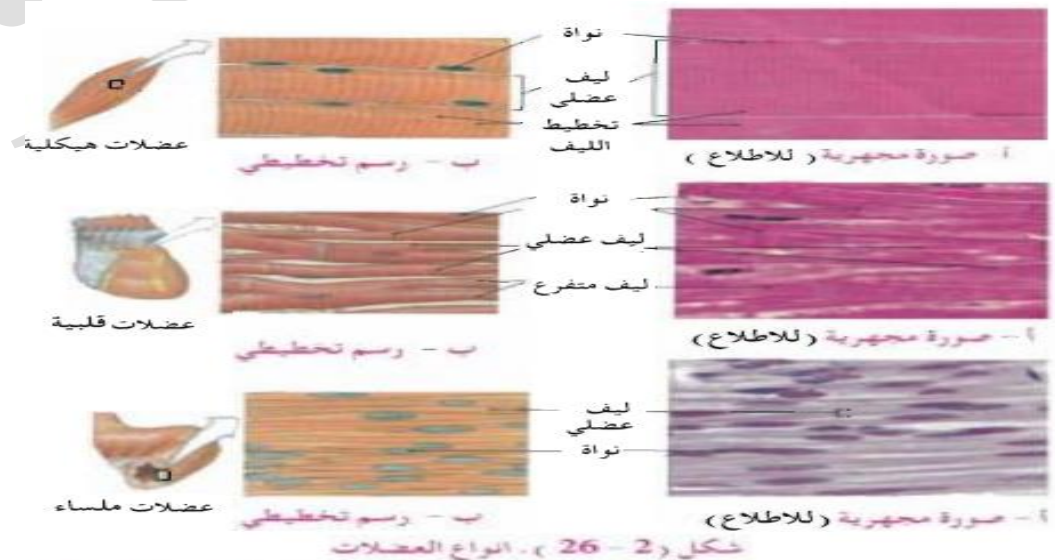 نواة
ليف
عضلي
تخطيط
الليف
عضلات هيكلية
أ - صورة مجهرية ( للاطلاع )
ب - رسم تخطيطي
نواة
ليف عضلي
ليف متفرع
عضلات قلبية
أ - صورة مجهرية (للاطلاع)
ب - رسم تخطيطي
ليف
عضلي
نواة
عضلات ملساء
أ - صورة مجهرية (للاطلاع)
ب - رسم تخطيطي
شكل (2 - 26 ). انواع العضلات